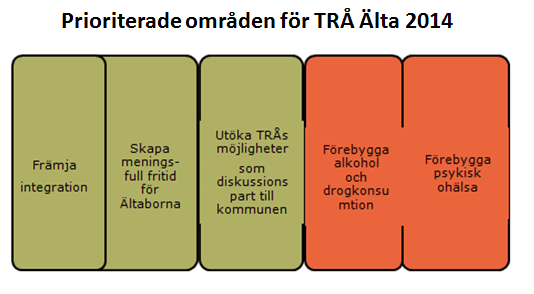 Prioriterade områden för TRÅ Älta 2014
Främja
integration
Skapa
menings-
full fritid
för
Ältaborna
Utöka TRÅs
möjligheter
som
diskussions
part till
kommunen
Förebygga
alkohol
och
drogkonsu
mtion
Förebygga
psykisk
ohälsa